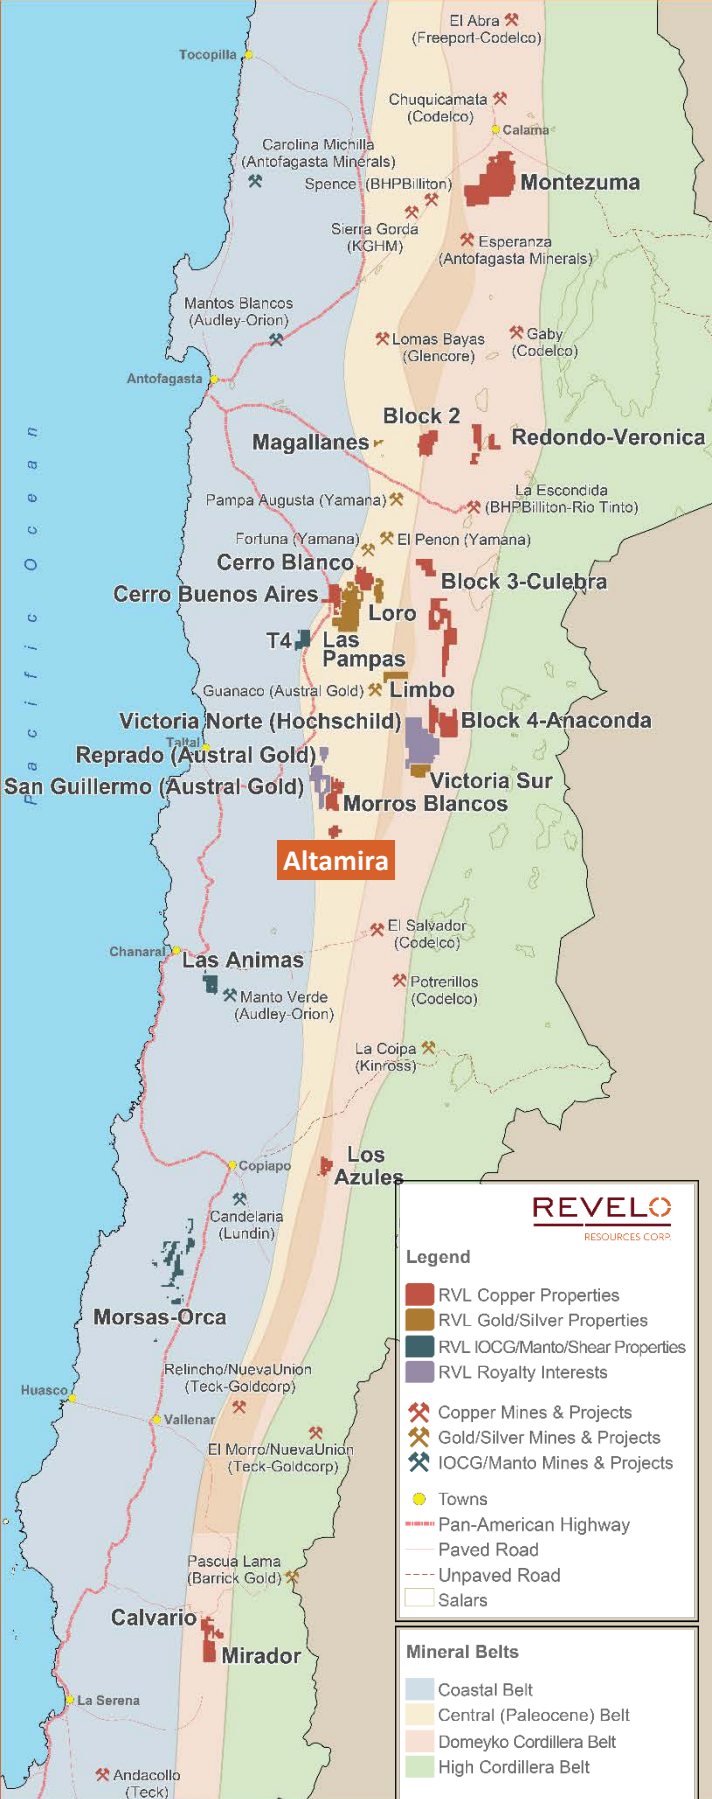 El Abra
(Freeport-Codelco)
Tocopilla
Chuquicamata
(Codelco)
Calama
Carolina Michilla
(Antofagasta Minerals)
Spence (BHPBilliton)
Montezuma
Sierra Gorda
(KGHM)
Esperanza
(Antofagasta Minerals)
Mantos Blancos
(Audley-Orion)
Lomas Bayas
(Glencore)
Gaby
(Codelco)
Antofagasta
Block 2
Magallanes
Redondo-Veronica
Pacific Ocean
Pampa Augusta (Yamana)
La Escondida
(BHPBilliton-Rio Tinto)
Fortuna (Yamana)
El Penon (Yamana)
Cerro Blanco
Block 3-Culebra
Cerro Buenos Aires
Loro
T4
Las
Pampas
Guanaco (Austral Gold)
Limbo
Victoria Norte (Hochschild)
Block 4-Anaconda
Taltal
Reprado (Austral Gold)
San Guillermo (Austral Gold)
Victoria Sur
Morros Blancos
Altamira
El Salvador
(Codelco)
Chanaral
Las Animas
Manto Verde
(Audley-Orion)
Potrerillos
(Codelco)
La Coipa
(Kinross)
Copiapo
Los
Azules
Candelaria
(Lundin)
Morsas-Orca
Relincho/NuevaUnion
(Teck-Goldcorp)
Huasco
Vallenar
El Morro/NuevaUnion
(Teck-Goldcorp)
Pascua Lama
(Barrick Gold)
Calvario
Mirador
La Serena
Andacollo
(Teck)
REVELO
RESOURCES CORP.
Legend
RVL Copper Properties
RVL Gold/Silver Properties
RVL IOCG/Manto/Shear Properties
RVL Royalty Interests
Copper Mines & Projects
Gold/Silver Mines & Projects
IOCG/Manto Mines & Projects
Towns
Pan-American Highway
Paved Road
Unpaved Road
Salars
Mineral Belts
Coastal Belt
Central (Paleocene) Belt
Domeyko Cordillera Belt
High Cordillera Belt